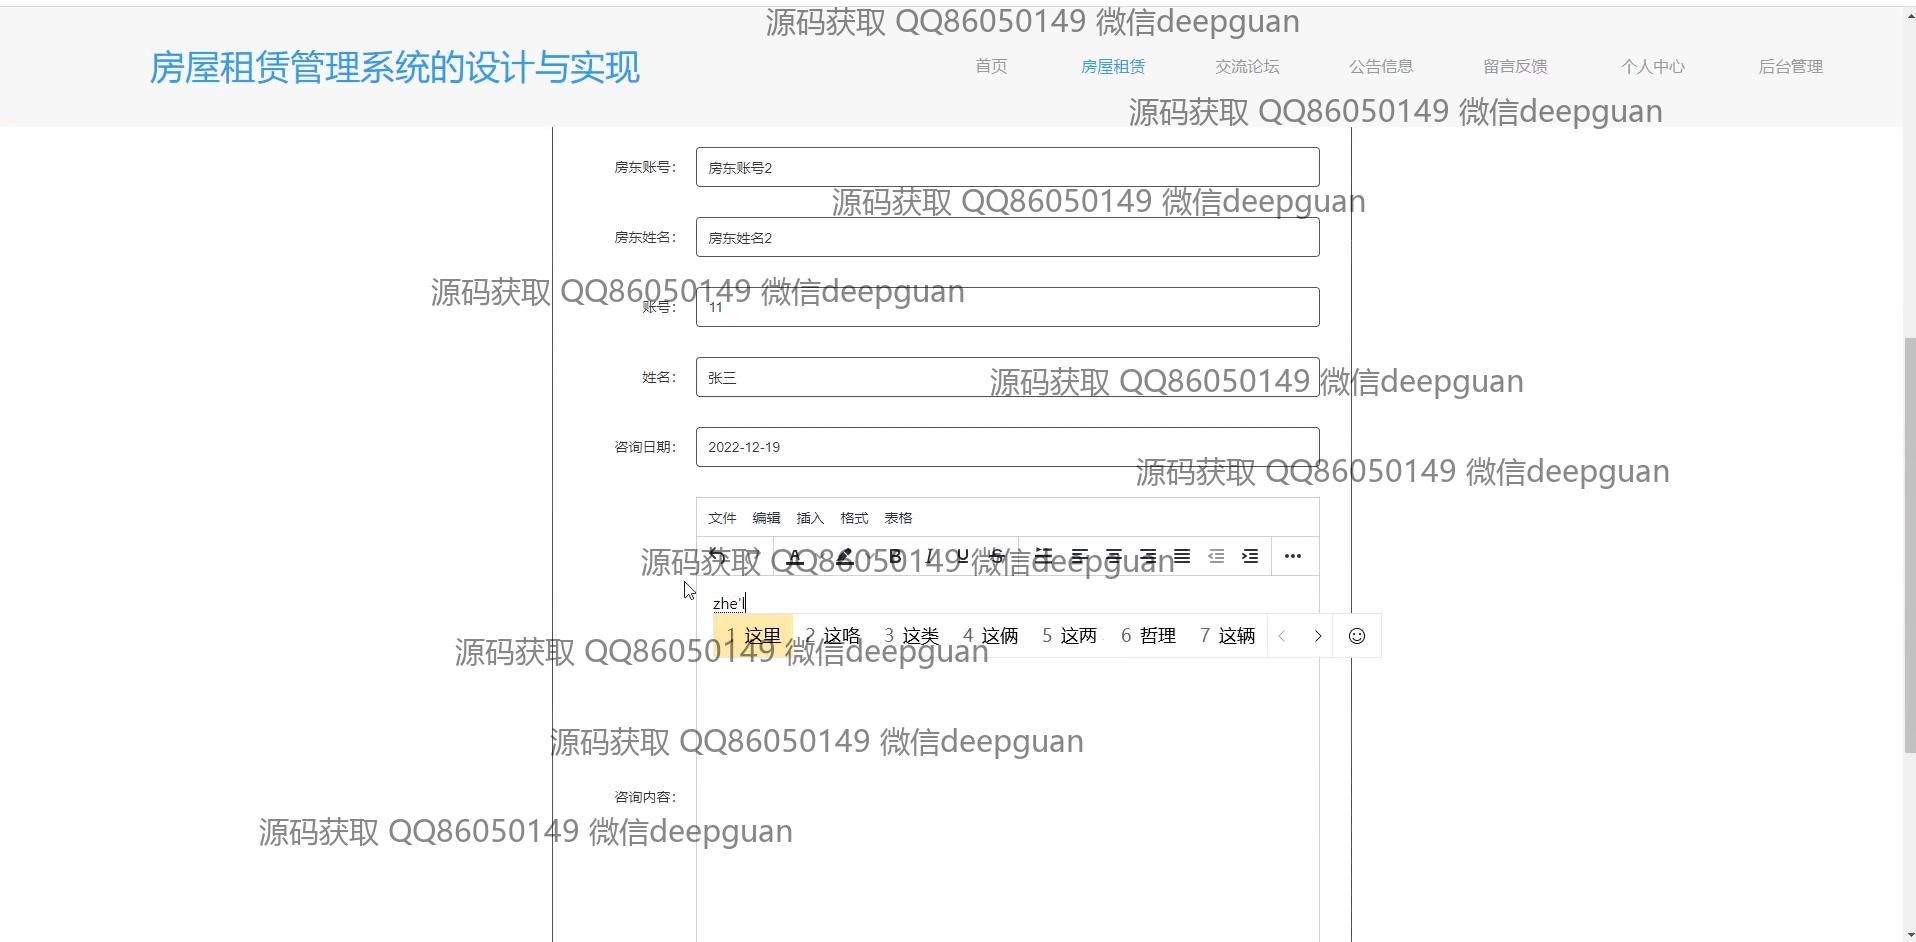 源码获取 QQ86050149 微信deepguan
房屋租赁管理系统的设计与实现
首页 房屋租赁 交流论坛 公告信息 留言反馈 个人中心 后台管理
源码获取 QQ86050149 微信deepguan
房东账号： 房东账号2
源码获取 QQ86050149 微信deepguan
房东姓名： 房东姓名2
源码获取 QQ86050149 微信deepguan
账号： 11
姓名： 张三
源码获取 QQ86050149 微信deepguan
咨询日期： 2022-12-19
源码获取 QQ86050149 微信deepguan
文件 编辑 插入 格式 表格
源码获取 QQ86050149 微信deepguan
zhe'l
1 这里 2 这咯 3 这类 4 这俩 5 这两 6 哲理 7 这辆
源码获取 QQ86050149 微信deepguan
源码获取 QQ86050149 微信deepguan
咨询内容：
源码获取 QQ86050149 微信deepguan